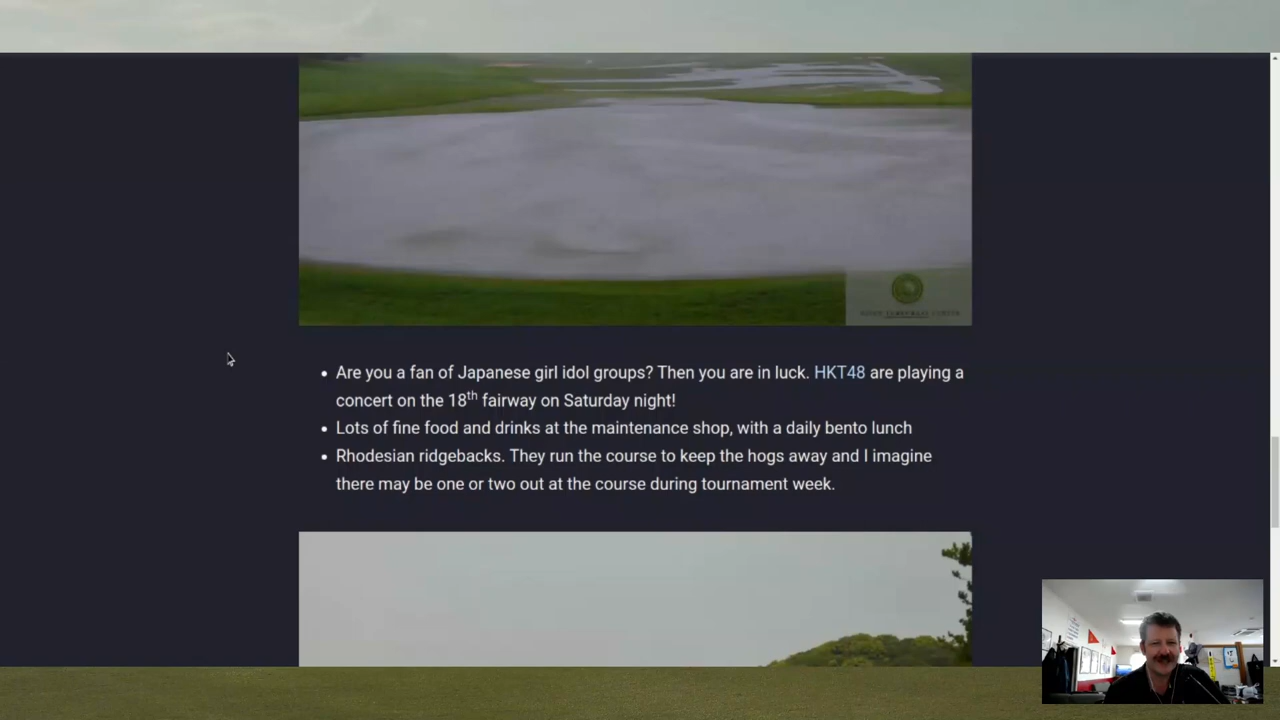 Are you a fan of Japanese girl idol groups? Then you are in luck. HKT48 are playing a
concert on the 18th fairway on Saturday night!
Lots of fine food and drinks at the maintenance shop, with a daily bento lunch
Rhodesian ridgebacks. They run the course to keep the hogs away and I imagine
there may be one or two out at the course during tournament week.